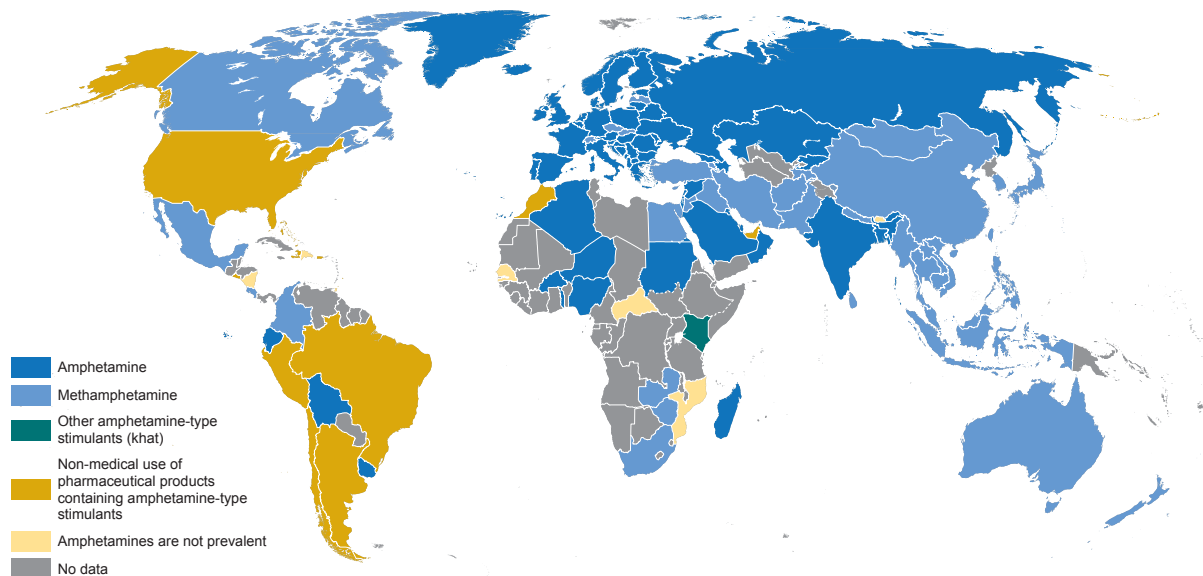 Amphetamine
Methamphetamine
Other amphetamine-type
stimulants (khat)
Non-medical use of
pharmaceutical products
containing amphetamine-type
stimulants
Amphetamines are not prevalent
No data